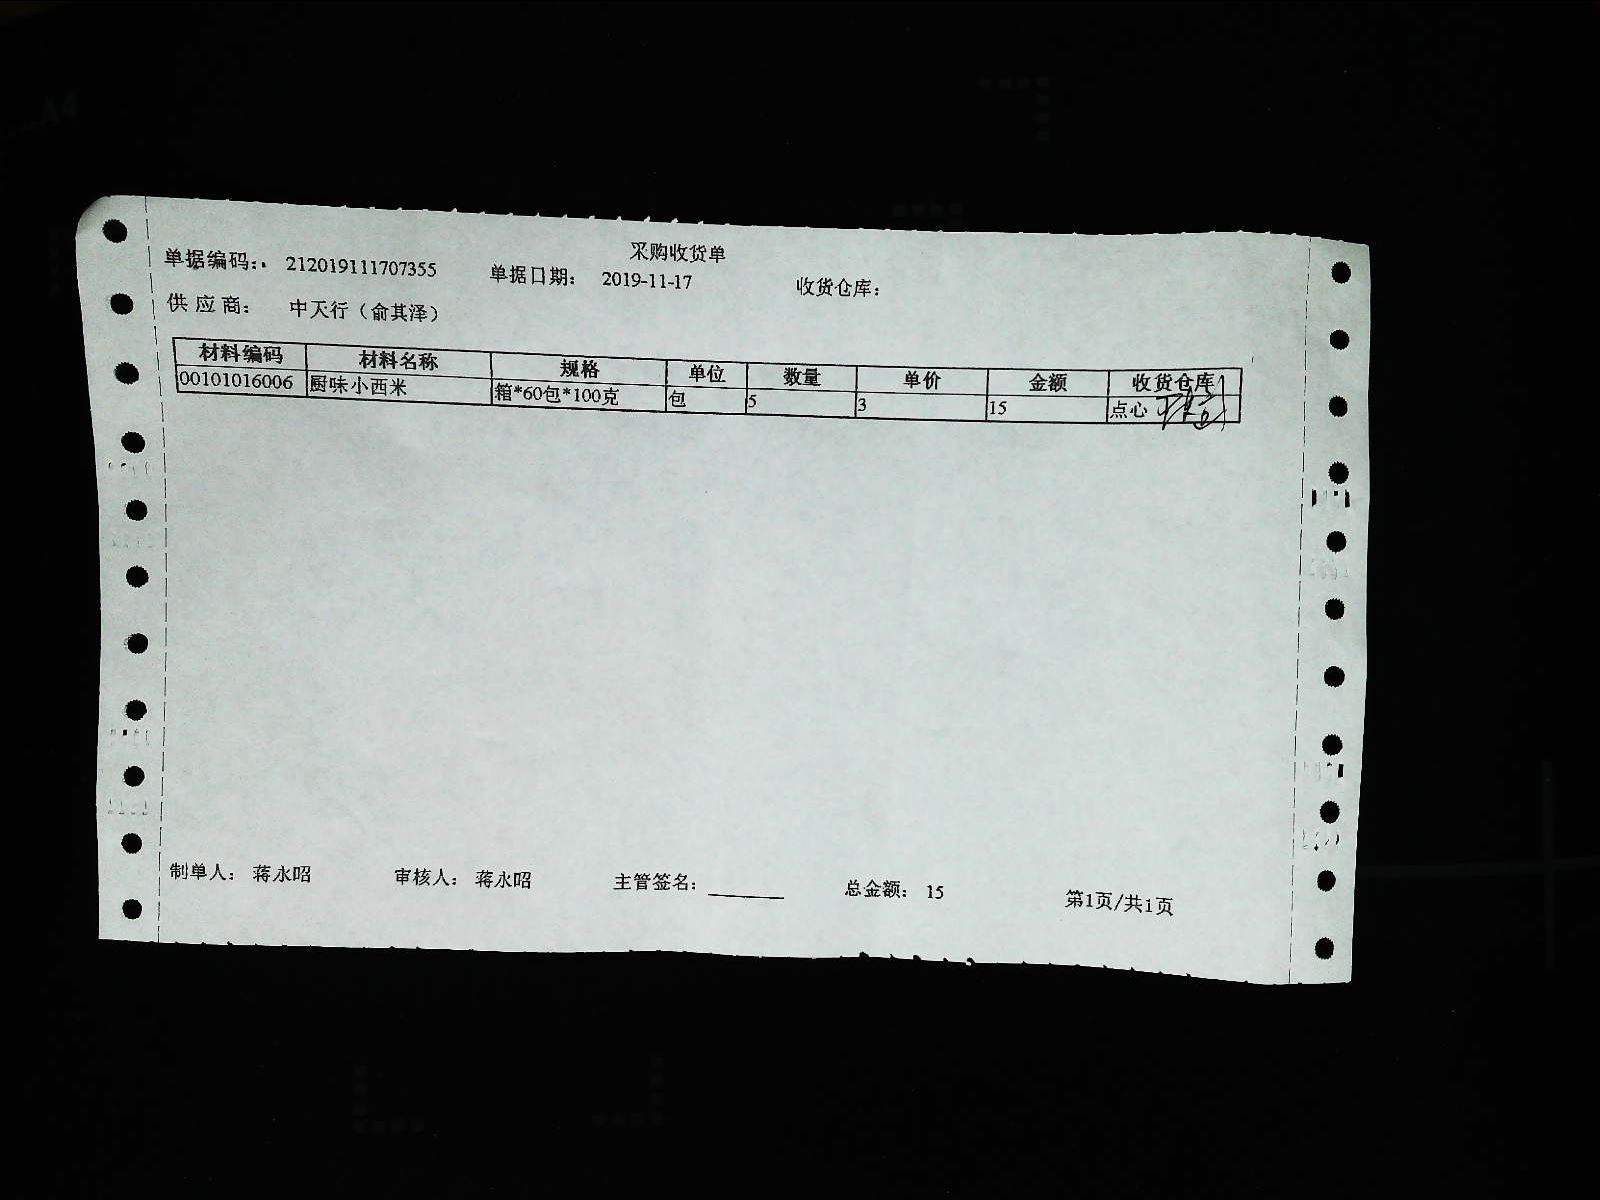 采购收货单
单据编码: 212019111707355 单据日期: 2019-11-17 收货仓库:
供应商: 中天行（俞其泽）
材料编码 材料名称 规格 单位 数量 单价 金额 收货仓库
00101016006 厨味小西米 箱*60包*100克 包 5 3 15 点心
制单人: 蒋永昭 审核人: 蒋永昭 主管签名: ______ 总金额: 15 第1页/共1页